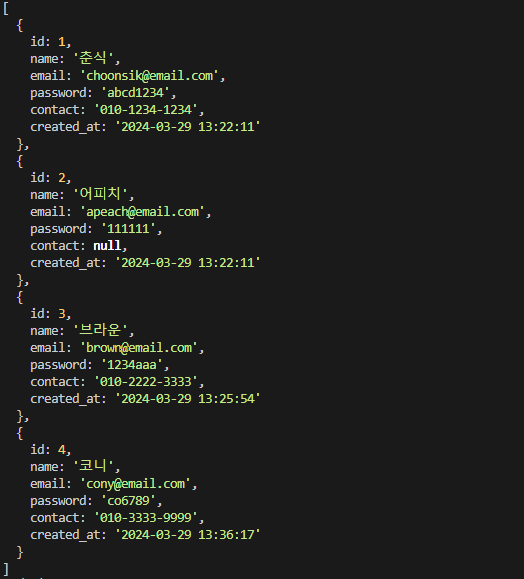 [
  {
    id: 1,
    name: '춘식',
    email: 'choonsik@email.com',
    password: 'abcd1234',
    contact: '010-1234-1234',
    created_at: '2024-03-29 13:22:11'
  },
  {
    id: 2,
    name: '어피치',
    email: 'apeach@email.com',
    password: '111111',
    contact: null,
    created_at: '2024-03-29 13:22:11'
  },
  {
    id: 3,
    name: '브라운',
    email: 'brown@email.com',
    password: '1234aaa',
    contact: '010-2222-3333',
    created_at: '2024-03-29 13:25:54'
  },
  {
    id: 4,
    name: '코니',
    email: 'cony@email.com',
    password: 'co6789',
    contact: '010-3333-9999',
    created_at: '2024-03-29 13:36:17'
  }
]